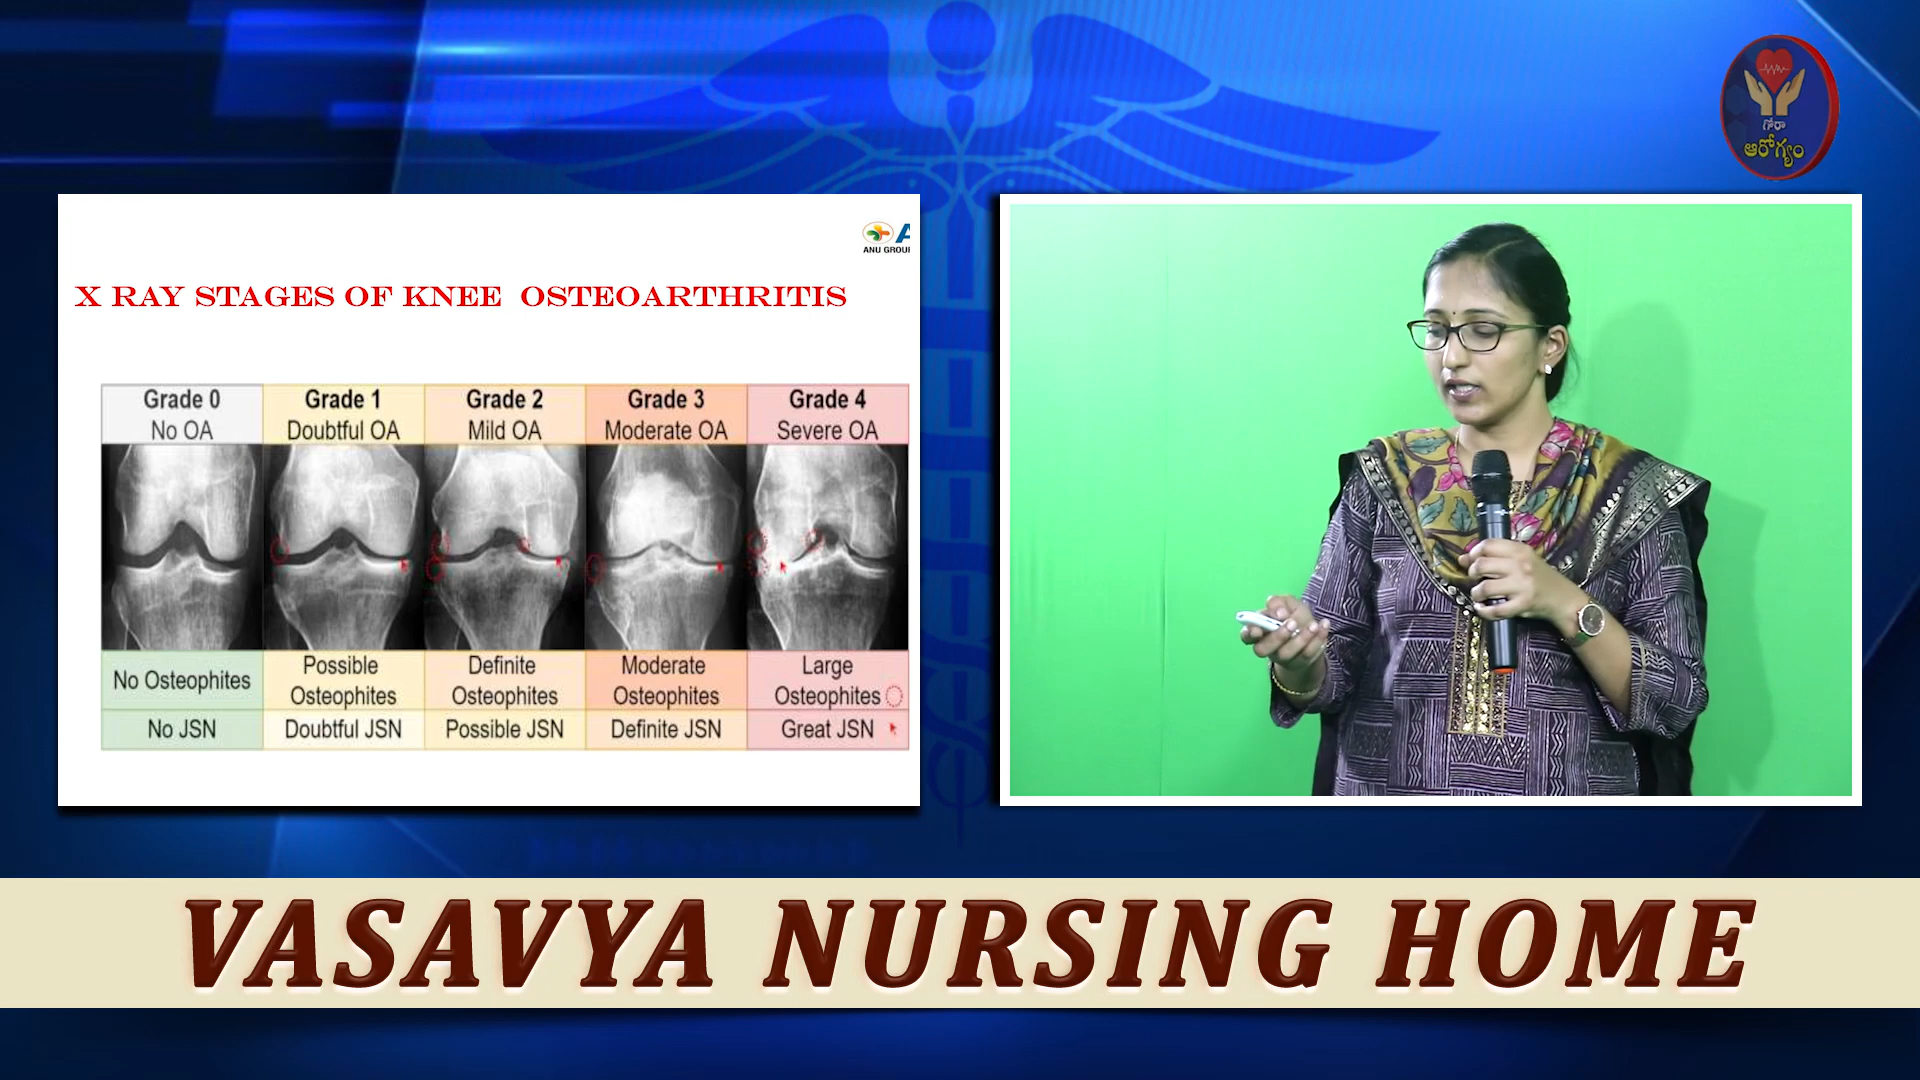 గోరా
ఆరోగ్యం
ANU GROUP
X RAY STAGES OF KNEE OSTEOARTHRITIS
Grade 0 Grade 1 Grade 2 Grade 3 Grade 4
No OA Doubtful OA Mild OA Moderate OA Severe OA
No Osteophites Possible Osteophites Definite Osteophites Moderate Osteophites Large Osteophites
No JSN Doubtful JSN Possible JSN Definite JSN Great JSN
VASAVYA NURSING HOME